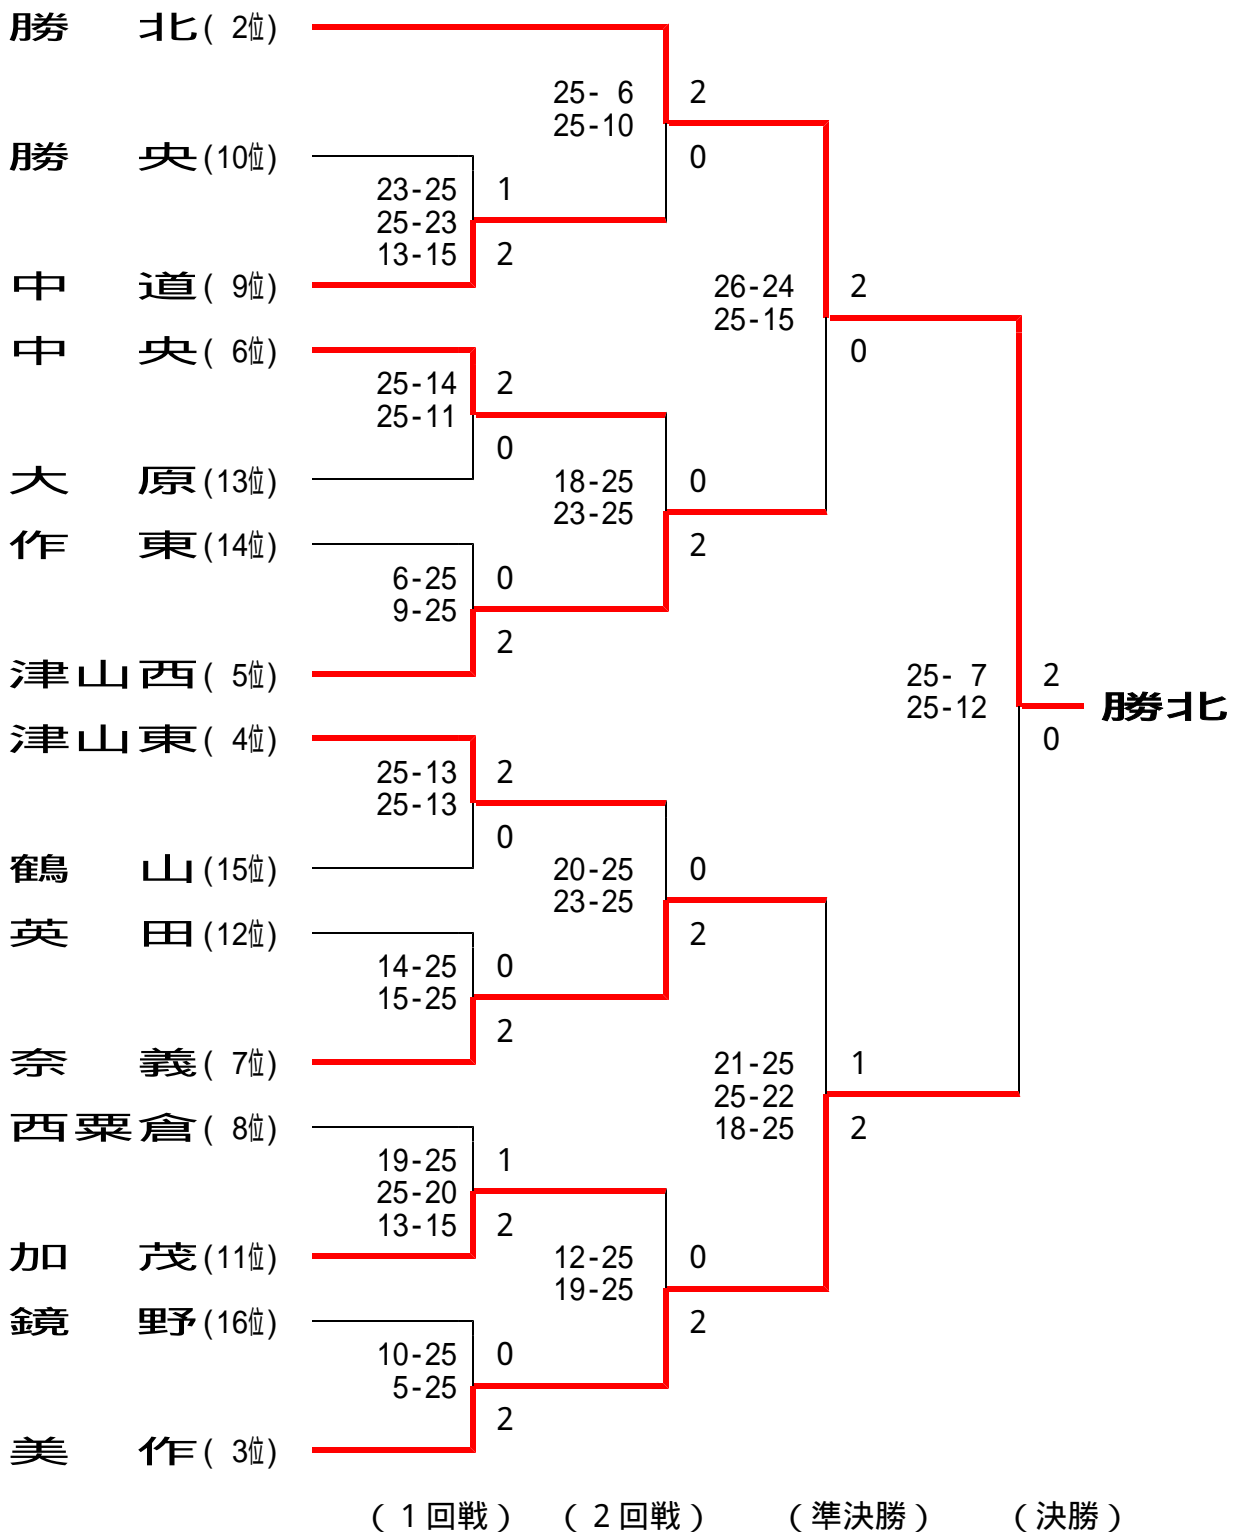 勝 北( 2位)
25- 6 2
25-10
勝 央(10位) 0
23-25 1
25-23
13-15 2
中 道( 9位)
26-24 2
25-15
中 央( 6位) 0
25-14 2
25-11
0
大 原(13位) 18-25 0
23-25
作 東(14位) 2
6-25 0
9-25
2
津山西( 5位) 25- 7 2
25-12 勝北
津山東( 4位) 0
25-13 2
25-13
0
鶴 山(15位) 20-25 0
23-25
英 田(12位) 2
14-25 0
15-25
2
奈 義( 7位) 21-25 1
25-22
西粟倉( 8位) 18-25 2
19-25 1
25-20
13-15 2
加 茂(11位) 12-25 0
19-25
鏡 野(16位) 2
10-25 0
5-25
2
美 作( 3位)
(1回戦) (2回戦) (準決勝) (決勝)